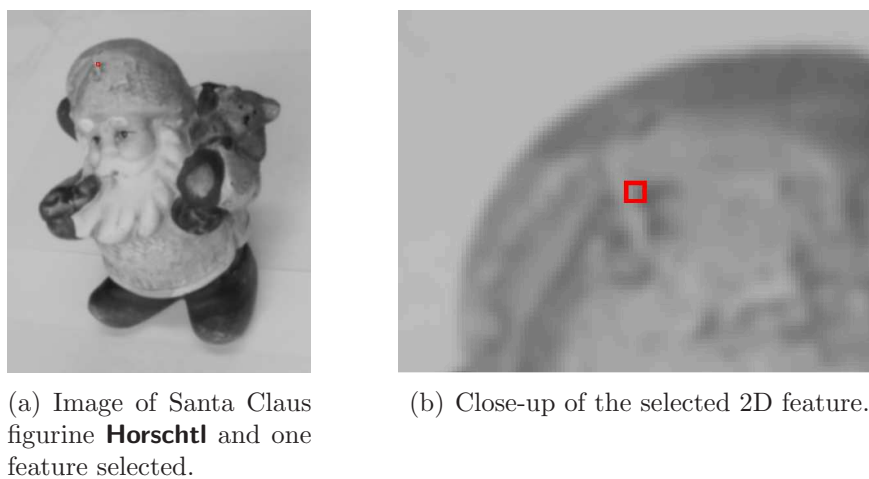 (a) Image of Santa Claus
figurine Horschtl and one
feature selected.
(b) Close-up of the selected 2D feature.